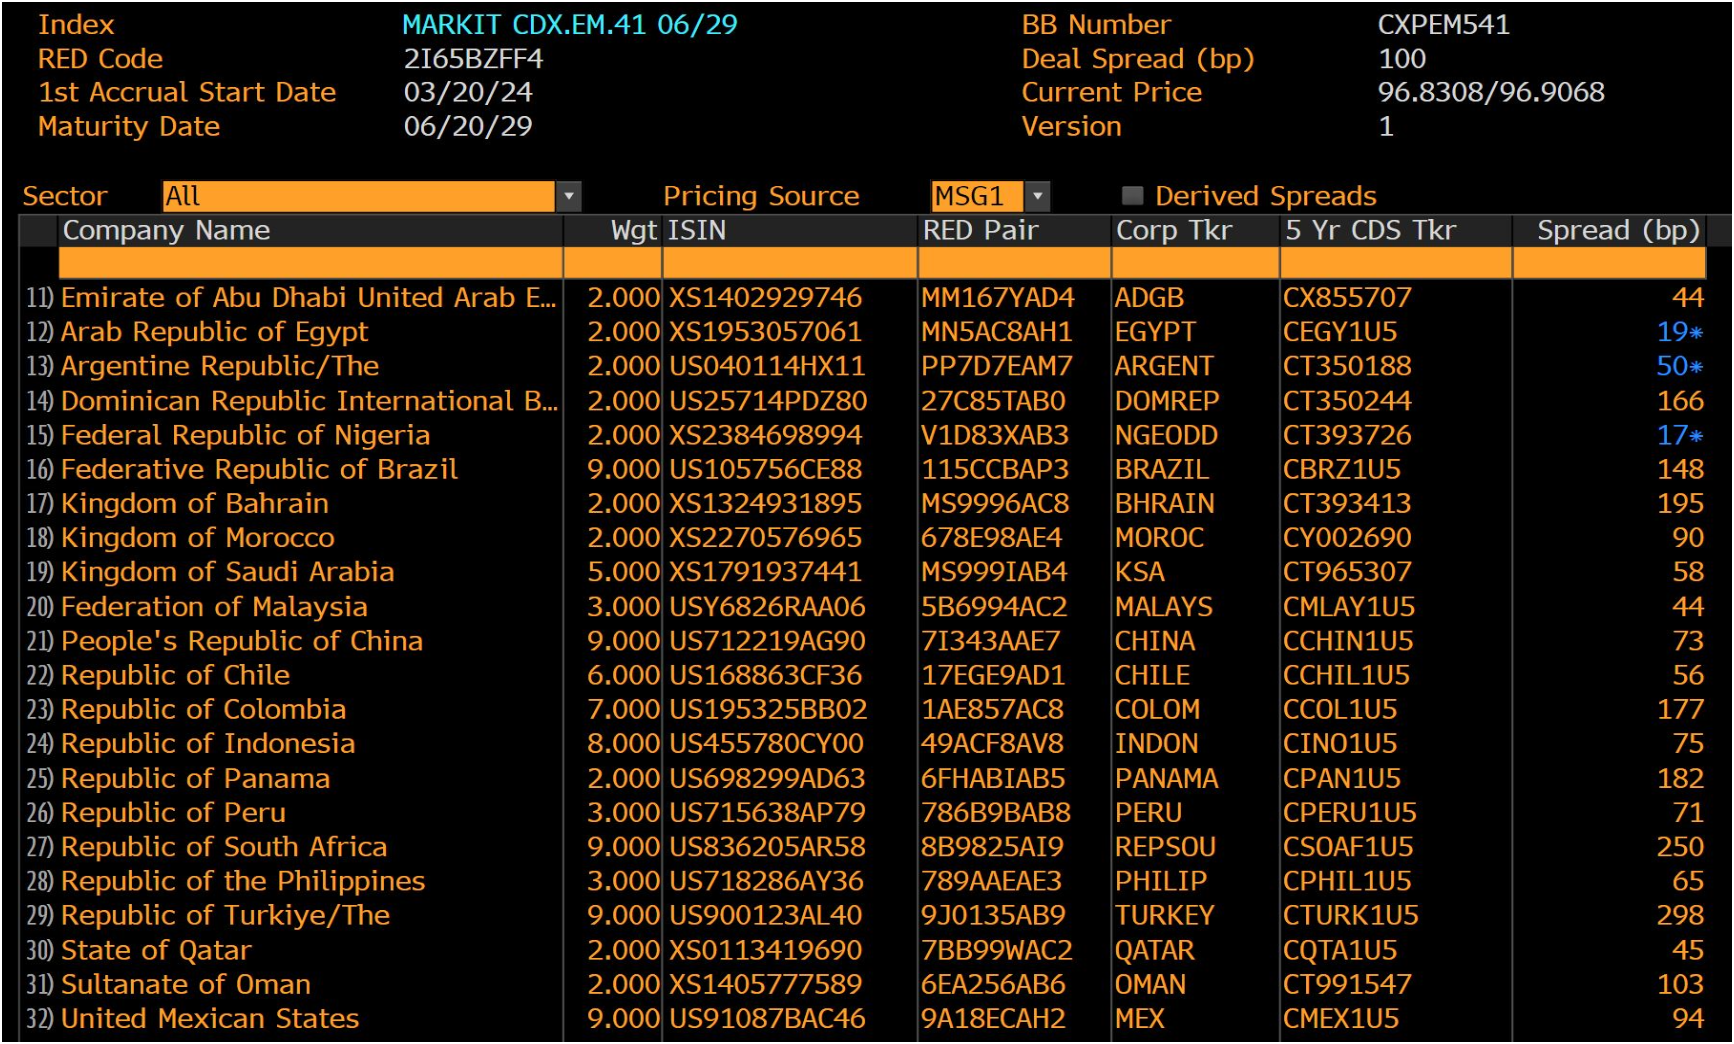 Index MARKIT CDX.EM.41 06/29 BB Number CXPEM541
RED Code 2I65BZFF4 Deal Spread (bp) 100
1st Accrual Start Date 03/20/24 Current Price 96.8308/96.9068
Maturity Date 06/20/29 Version 1
Sector All Pricing Source MSG1 Derived Spreads
Company Name Wgt ISIN RED Pair Corp Tkr 5 Yr CDS Tkr Spread (bp)
11) Emirate of Abu Dhabi United Arab E... 2.000 XS1402929746 MM167YAD4 ADGB CX855707 44
12) Arab Republic of Egypt 2.000 XS1953057061 MN5AC8AH1 EGYPT CEGY1U5 19*
13) Argentine Republic/The 2.000 US040114HX11 PP7D7EAM7 ARGENT CT350188 50*
14) Dominican Republic International B... 2.000 US25714PDZ80 27C85TAB0 DOMREP CT350244 166
15) Federal Republic of Nigeria 2.000 XS2384698994 V1D83XAB3 NGEODD CT393726 17*
16) Federative Republic of Brazil 9.000 US105756CE88 115CCBAP3 BRAZIL CBRZ1U5 148
17) Kingdom of Bahrain 2.000 XS1324931895 MS9996AC8 BHRAIN CT393413 195
18) Kingdom of Morocco 2.000 XS2270576965 678E98AE4 MOROC CY002690 90
19) Kingdom of Saudi Arabia 5.000 XS1791937441 MS999IAB4 KSA CT965307 58
20) Federation of Malaysia 3.000 USY6826RAA06 5B6994AC2 MALAYS CMLAY1U5 44
21) People's Republic of China 9.000 US712219AG90 7I343AAE7 CHINA CCHIN1U5 73
22) Republic of Chile 6.000 US168863CF36 17EGE9AD1 CHILE CCHIL1U5 56
23) Republic of Colombia 7.000 US195325BB02 1AE857AC8 COLOM CCOL1U5 177
24) Republic of Indonesia 8.000 US455780CY00 49ACF8AV8 INDON CINO1U5 75
25) Republic of Panama 2.000 US698299AD63 6FHABIAB5 PANAMA CPAN1U5 182
26) Republic of Peru 3.000 US715638AP79 786B9BAB8 PERU CPERU1U5 71
27) Republic of South Africa 9.000 US836205AR58 8B9825AI9 REPSOU CSOAF1U5 250
28) Republic of the Philippines 3.000 US718286AY36 789AAEAE3 PHILIP CPHIL1U5 65
29) Republic of Turkiye/The 9.000 US900123AL40 9J0135AB9 TURKEY CTURK1U5 298
30) State of Qatar 2.000 XS0113419690 7BB99WAC2 QATAR CQTA1U5 45
31) Sultanate of Oman 2.000 XS1405777589 6EA256AB6 OMAN CT991547 103
32) United Mexican States 9.000 US91087BAC46 9A18ECAH2 MEX CMEX1U5 94